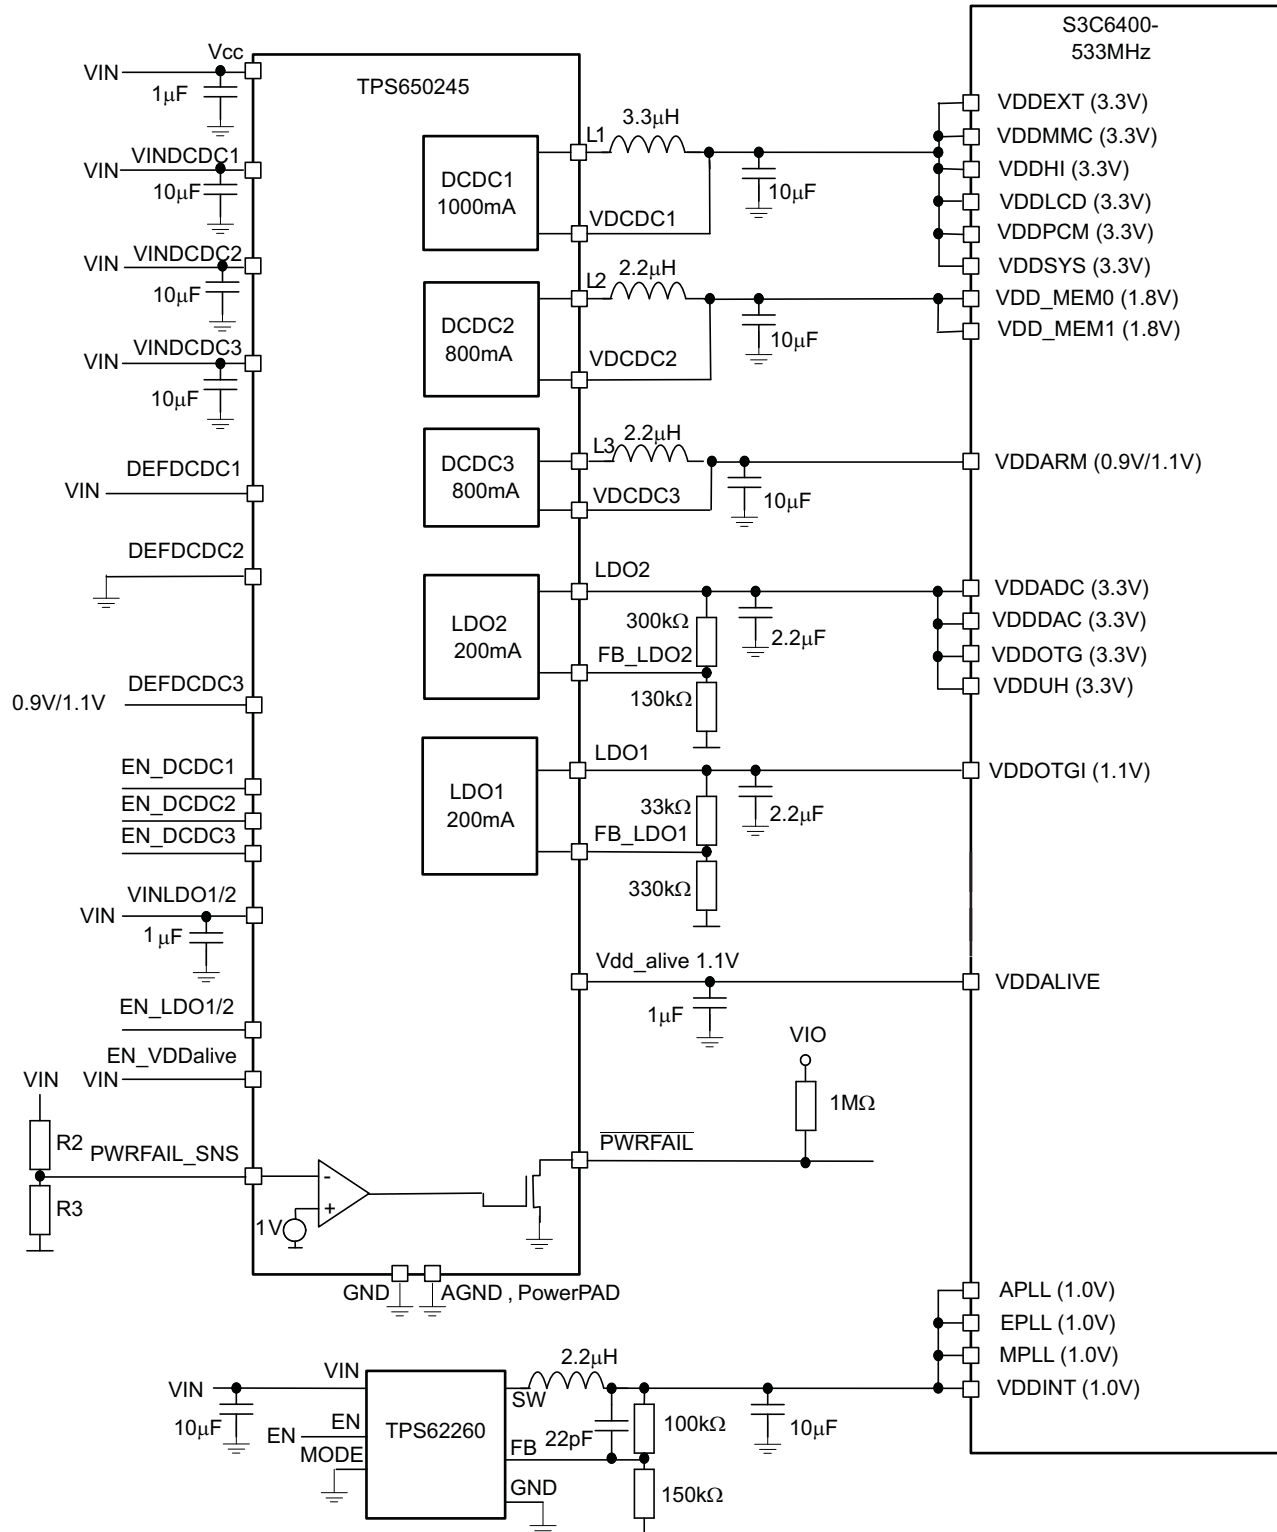 S3C6400-
533MHz
Vcc
VIN
1μF
TPS650245
VINDCDC1
VIN
10μF
VINDCDC2
VIN
10μF
VINDCDC3
VIN
10μF
DEFDCDC1
VIN
DEFDCDC2
DEFDCDC3
0.9V/1.1V
EN_DCDC1
EN_DCDC2
EN_DCDC3
VINLDO1/2
VIN
1μF
EN_LDO1/2
EN_VDDalive
VIN
VIN
R2
PWRFAIL_SNS
R3
-
+
1V
GND
AGND , PowerPAD
DCDC1
1000mA
L1
3.3μH
10μF
VDCDC1
DCDC2
800mA
L2
2.2μH
10μF
VDCDC2
DCDC3
800mA
L3
2.2μH
10μF
VDCDC3
LDO2
200mA
LDO2
300kΩ
2.2μF
FB_LDO2
130kΩ
LDO1
200mA
LDO1
33kΩ
2.2μF
FB_LDO1
330kΩ
Vdd_alive 1.1V
1μF
VIO
1MΩ
PWRFAIL
VDDEXT (3.3V)
VDDMMC (3.3V)
VDDHI (3.3V)
VDDLCD (3.3V)
VDDPCM (3.3V)
VDDSYS (3.3V)
VDD_MEM0 (1.8V)
VDD_MEM1 (1.8V)
VDDARM (0.9V/1.1V)
VDDADC (3.3V)
VDDDAC (3.3V)
VDDOTG (3.3V)
VDDUH (3.3V)
VDDOTGI (1.1V)
VDDALIVE
APLL (1.0V)
EPLL (1.0V)
MPLL (1.0V)
VDDINT (1.0V)
VIN
VIN
10μF
EN
EN
MODE
TPS62260
2.2μH
SW
22pF
100kΩ
10μF
FB
GND
150kΩ